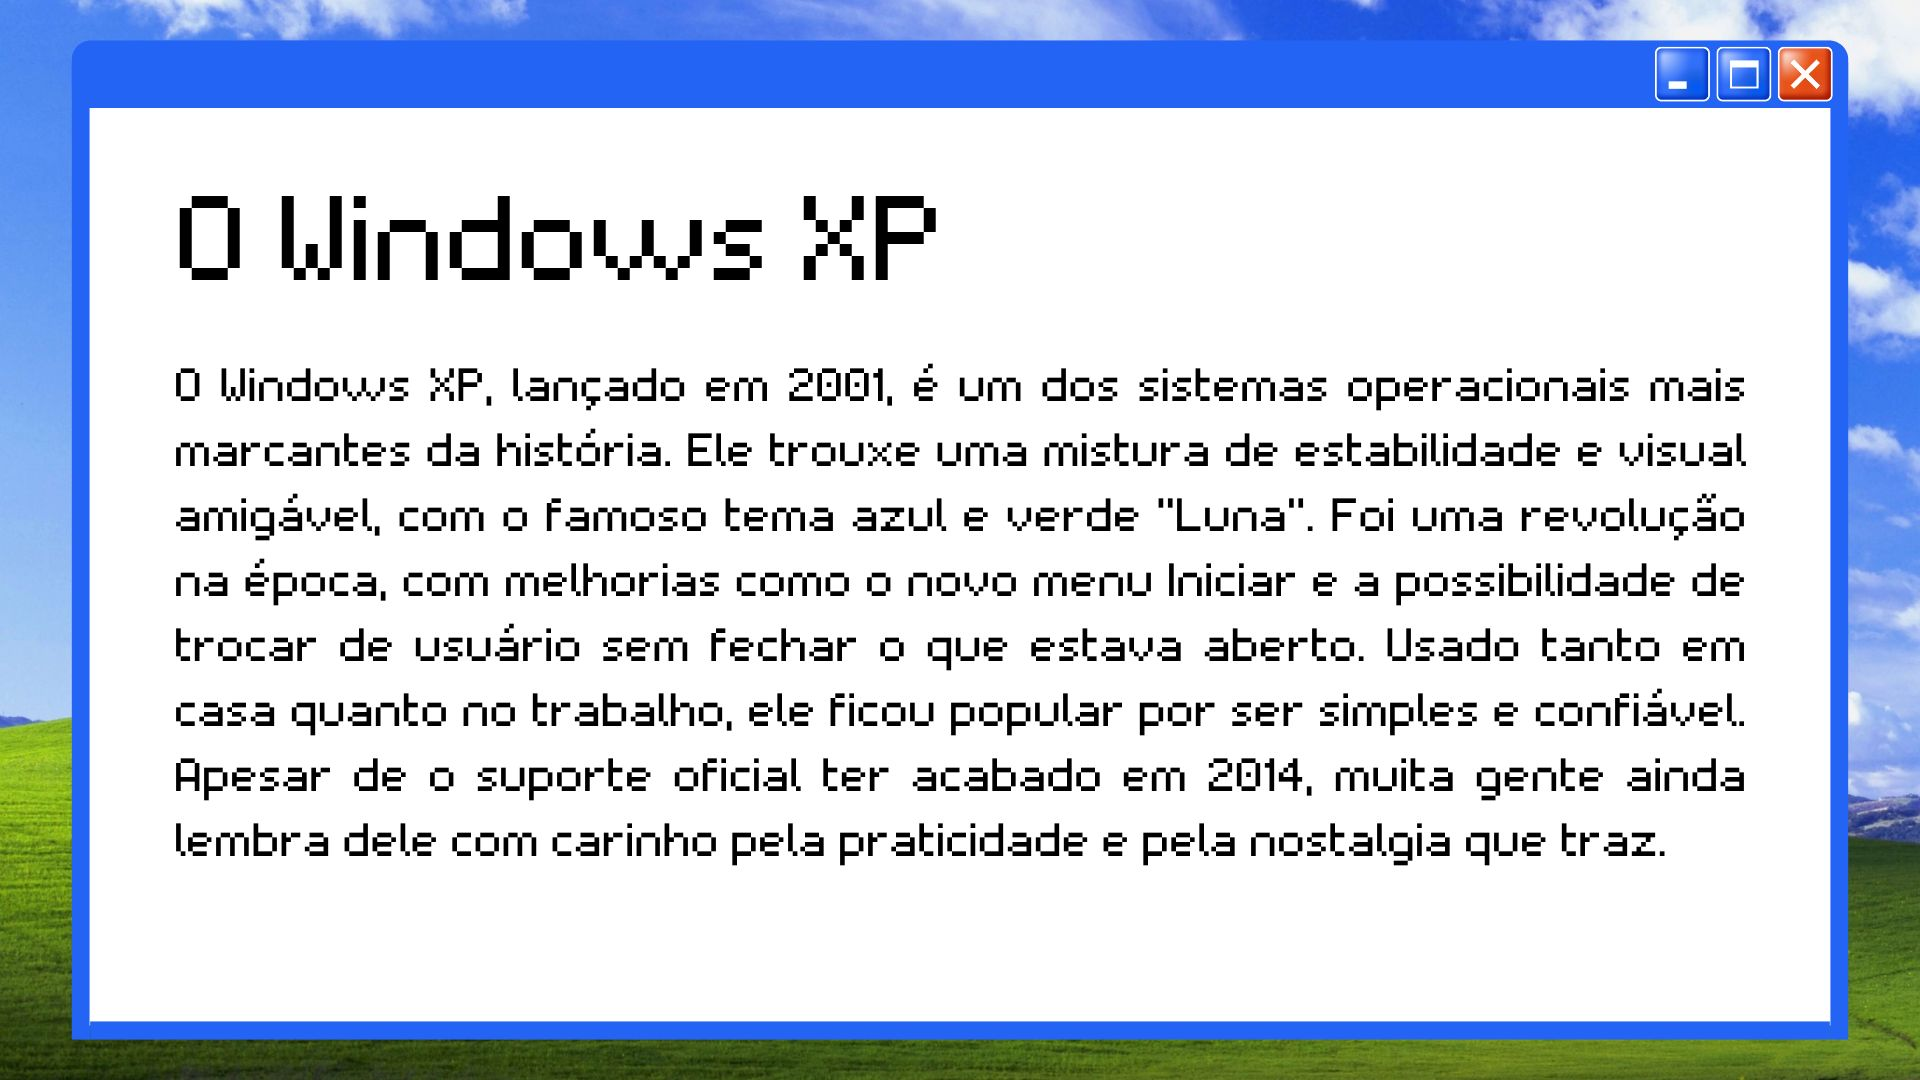 O Windows XP
O Windows XP, lançado em 2001, é um dos sistemas operacionais mais
marcantes da história. Ele trouxe uma mistura de estabilidade e visual
amigável, com o famoso tema azul e verde "Luna". Foi uma revolução
na época, com melhorias como o novo menu Iniciar e a possibilidade de
trocar de usuário sem fechar o que estava aberto. Usado tanto em
casa quanto no trabalho, ele ficou popular por ser simples e confiável.
Apesar de o suporte oficial ter acabado em 2014, muita gente ainda
lembra dele com carinho pela praticidade e pela nostalgia que traz.